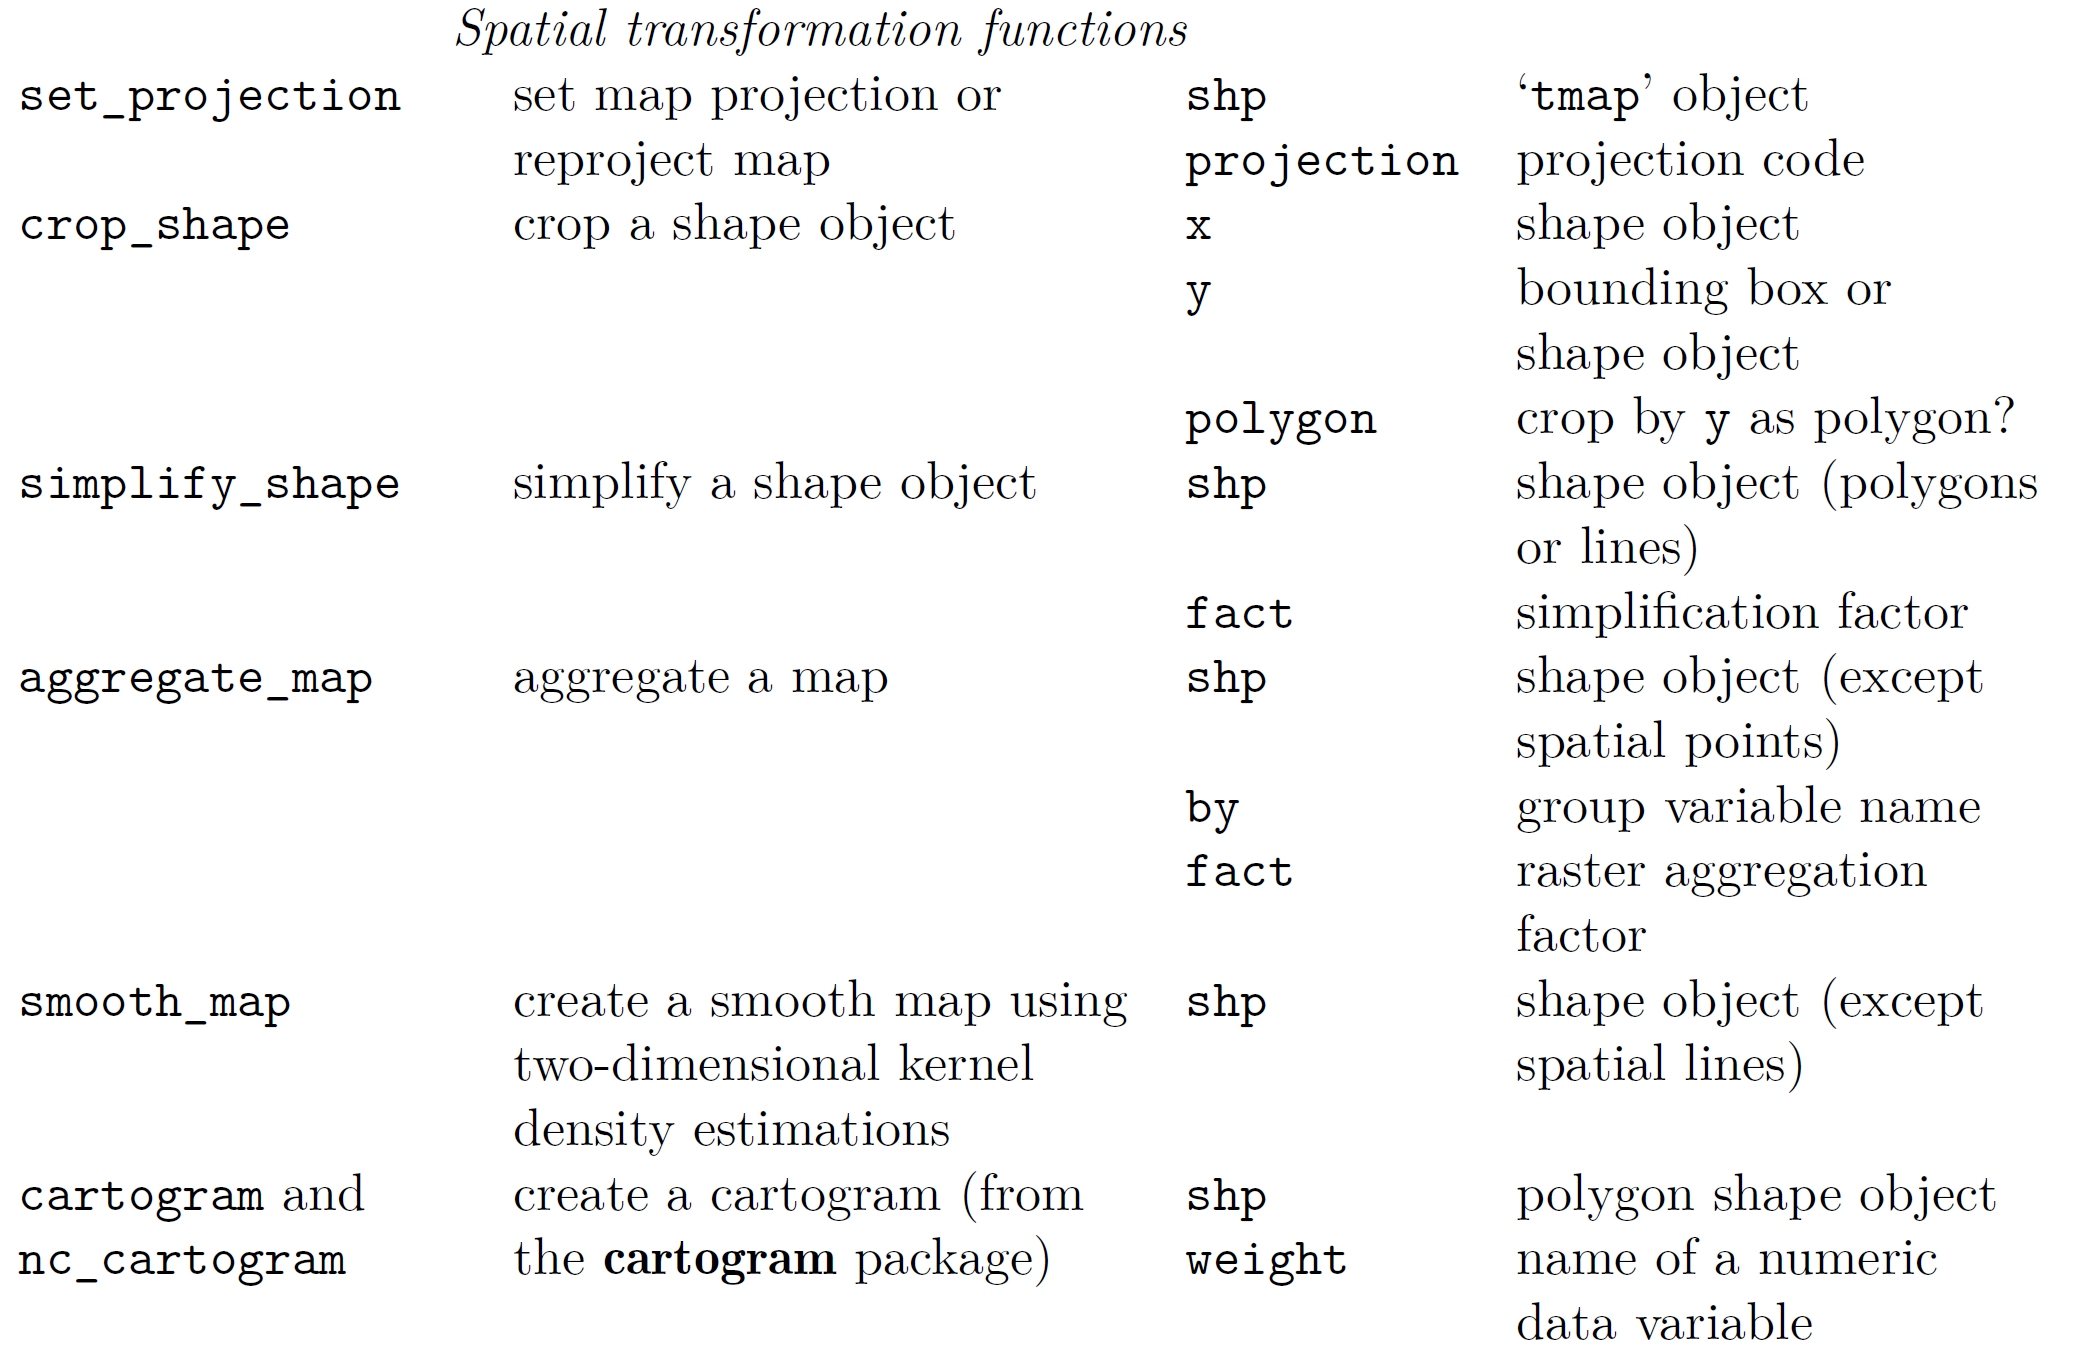 Spatial transformation functions
set_projection set map projection or shp ‘tmap’ object
reproject map projection projection code
crop_shape crop a shape object x shape object
y bounding box or
shape object
polygon crop by y as polygon?
simplify_shape simplify a shape object shp shape object (polygons
or lines)
fact simplification factor
aggregate_map aggregate a map shp shape object (except
spatial points)
by group variable name
fact raster aggregation
factor
smooth_map create a smooth map using shp shape object (except
two-dimensional kernel spatial lines)
density estimations
cartogram and create a cartogram (from shp polygon shape object
nc_cartogram the cartogram package) weight name of a numeric
data variable